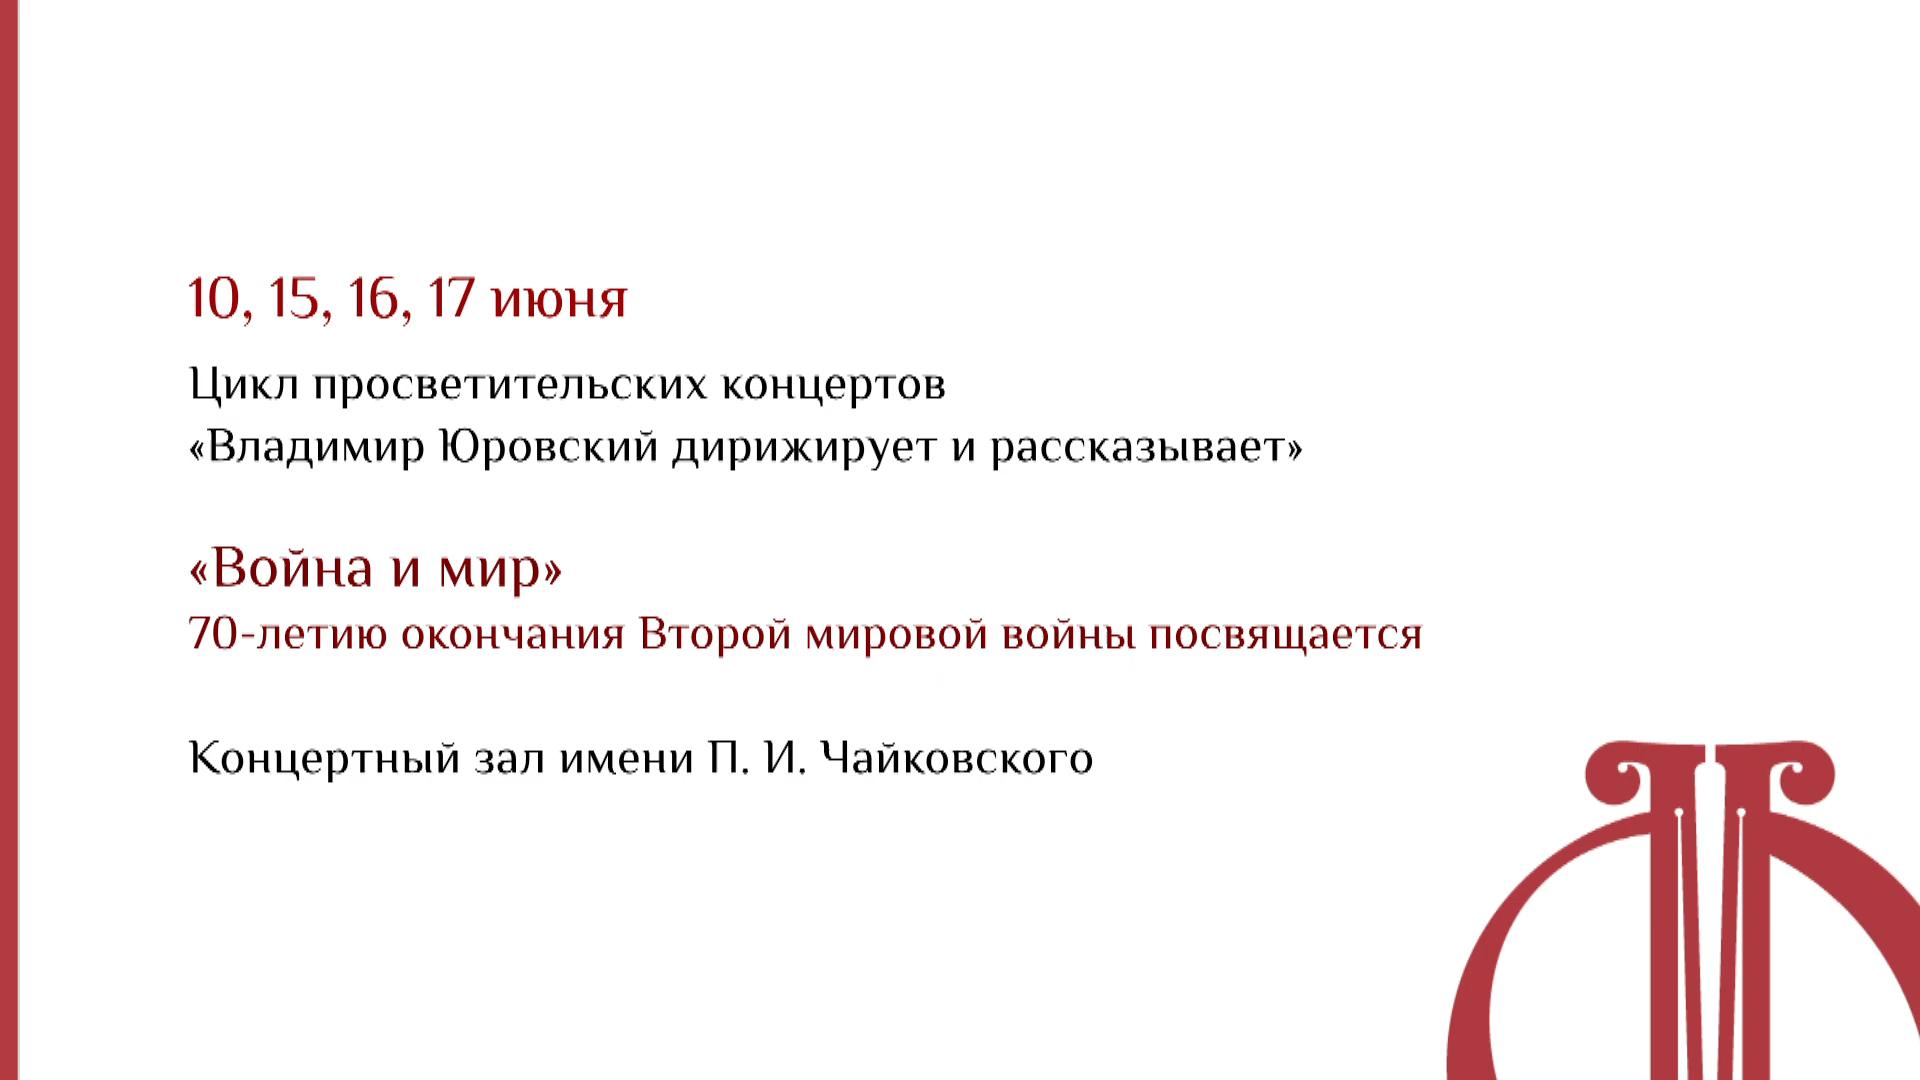 10, 15, 16, 17 июня
Цикл просветительских концертов
«Владимир Юровский дирижирует и рассказывает»
«Война и мир»
70-летию окончания Второй мировой войны посвящается
Концертный зал имени П. И. Чайковского